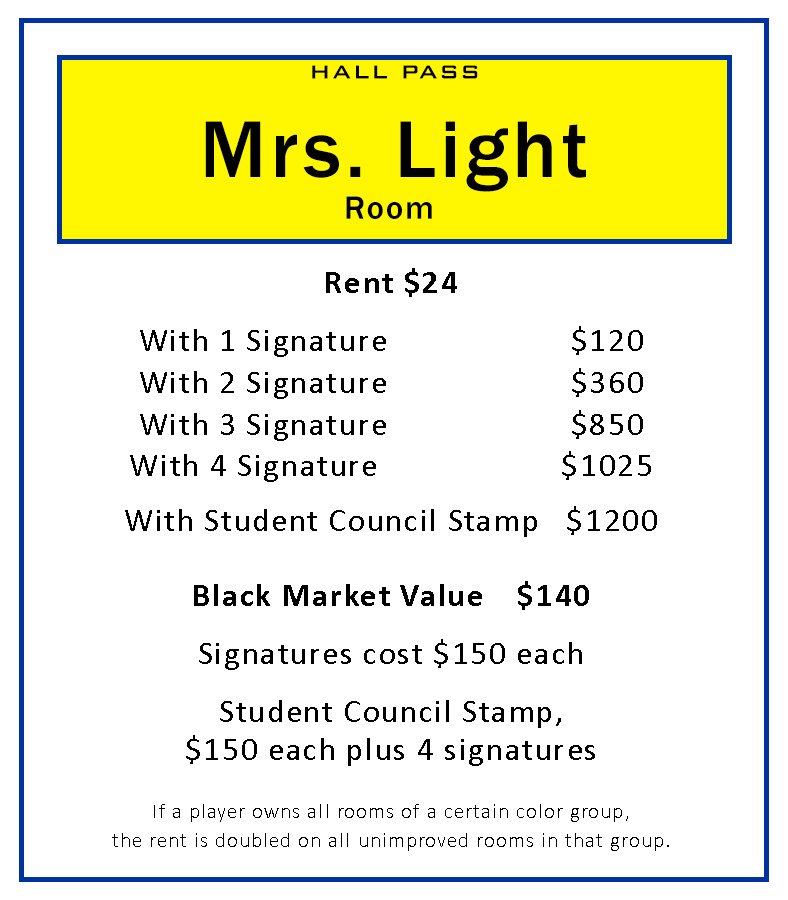 HALL PASS
Mrs. Light
Room
Rent $24
With 1 Signature $120
With 2 Signature $360
With 3 Signature $850
With 4 Signature $1025
With Student Council Stamp $1200
Black Market Value $140
Signatures cost $150 each
Student Council Stamp,
$150 each plus 4 signatures
If a player owns all rooms of a certain color group,
the rent is doubled on all unimproved rooms in that group.